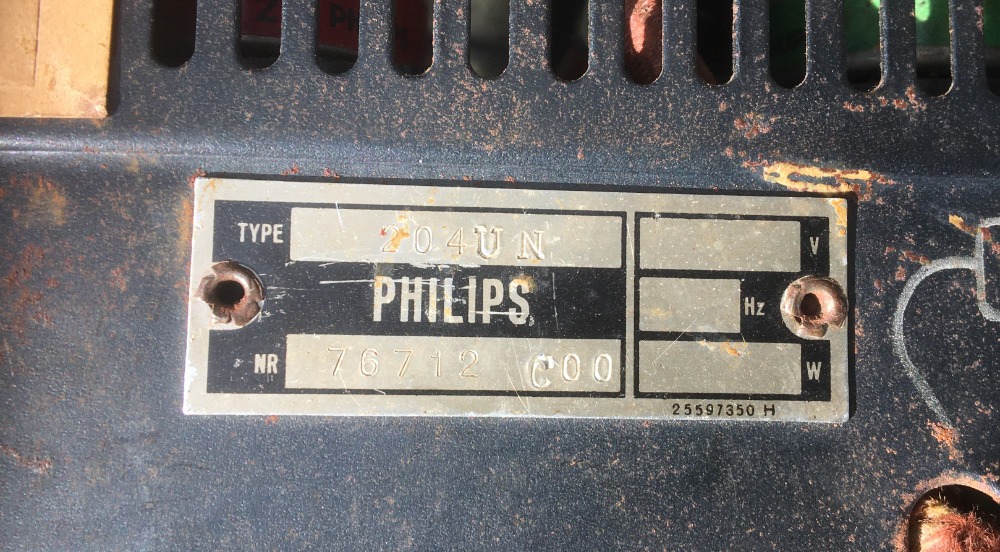 TYPE 204UN V
PHILIPS Hz
NR 76712 C00 W
25597350 H